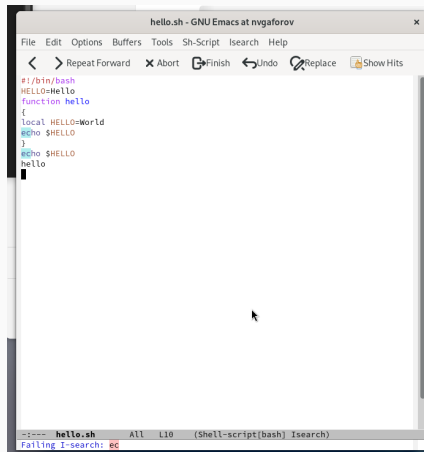 hello.sh - GNU Emacs at nvgaforov ×
File Edit Options Buffers Tools Sh-Script Isearch Help
Repeat Forward Abort Finish Undo Replace Show Hits
#!/bin/bash
HELLO=Hello
function hello
{
local HELLO=World
echo $HELLO
}
echo $HELLO
hello
-:--- hello.sh All L10 (Shell-script[bash] Isearch)
Failing I-search: ec